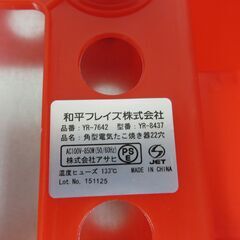 和平フレイズ株式会社
品番：YR-7642　型番：YR-8437
品名：角型電気たこ焼き器22穴
AC100V-850W(50/60Hz)
株式会社アサヒ
PS
E
JET
温度ヒューズ 133℃
MADE IN CHINA
Lot No. 151125